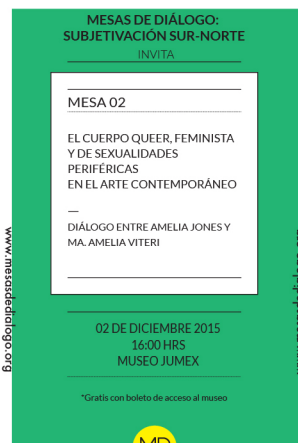 MESAS DE DIÁLOGO:
SUBJETIVACIÓN SUR-NORTE
INVITA
MESA 02
EL CUERPO QUEER, FEMINISTA
Y DE SEXUALIDADES
PERIFÉRICAS
EN EL ARTE CONTEMPORÁNEO
—
DIÁLOGO ENTRE AMELIA JONES Y
MA. AMELIA VITERI
02 DE DICIEMBRE 2015
16:00 HRS
MUSEO JUMEX
*Gratis con boleto de acceso al museo
MD
www.mesasdedialogo.org